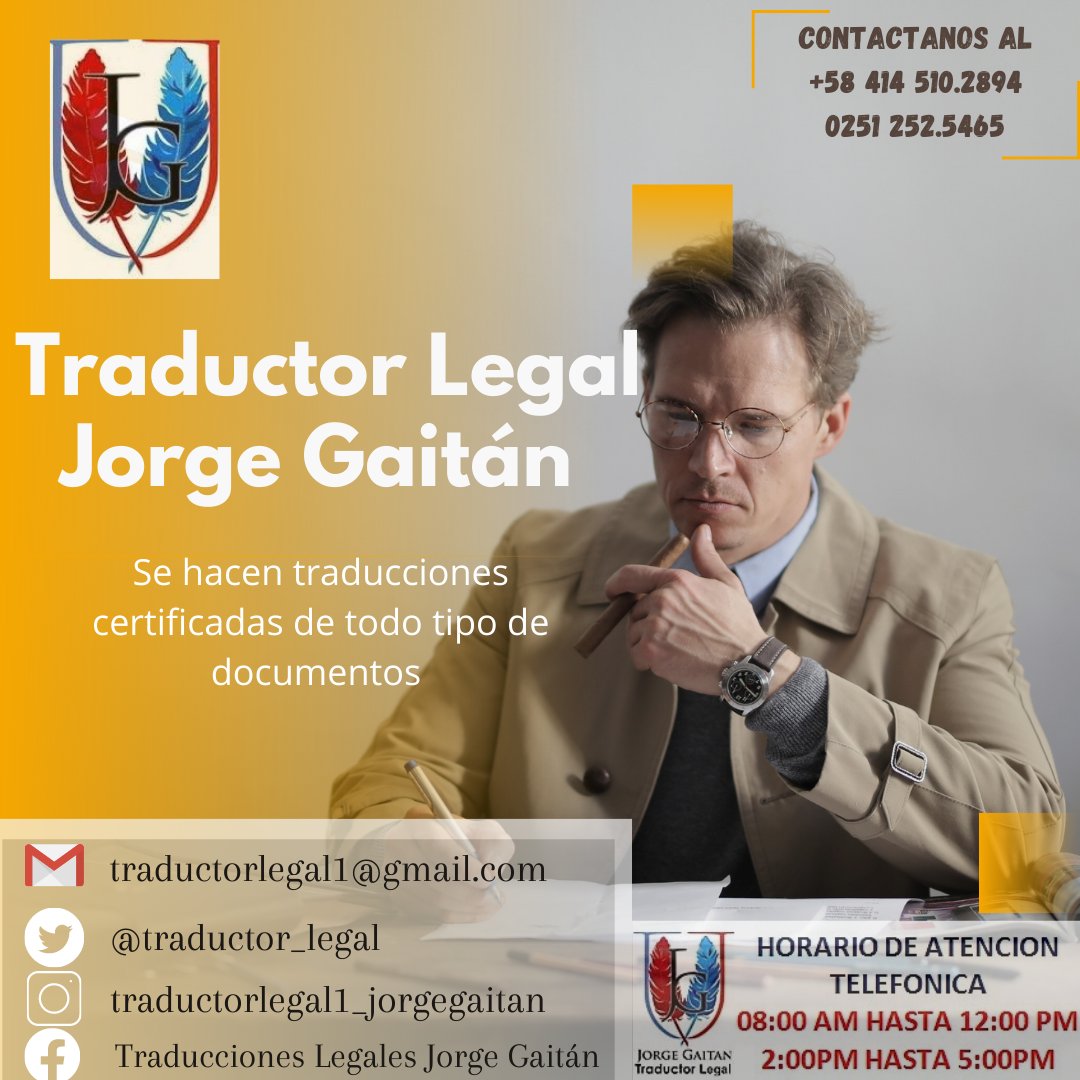 CONTACTANOS AL
+58 414 510.2894
0251 252.5465
JG
Traductor Legal
Jorge Gaitán
Se hacen traducciones
certificadas de todo tipo de
documentos
traductorlegal1@gmail.com
@traductor_legal
traductorlegal1_jorgegaitan
Traducciones Legales Jorge Gaitán
JG
JORGE GAITAN
Traductor Legal
HORARIO DE ATENCION
TELEFONICA
08:00 AM HASTA 12:00 PM
2:00PM HASTA 5:00PM